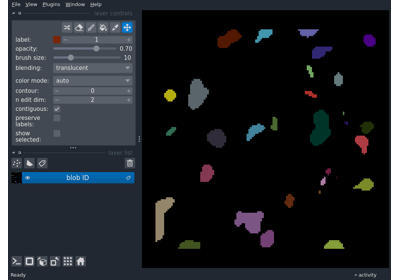 File View Plugins Window Help
layer controls
label: 1
opacity: 0.70
brush size: 10
blending: translucent
color mode: auto
contour: 0
n edit dim: 2
contiguous:
preserve
labels:
show
selected:
layer list
blob ID
Ready
activity